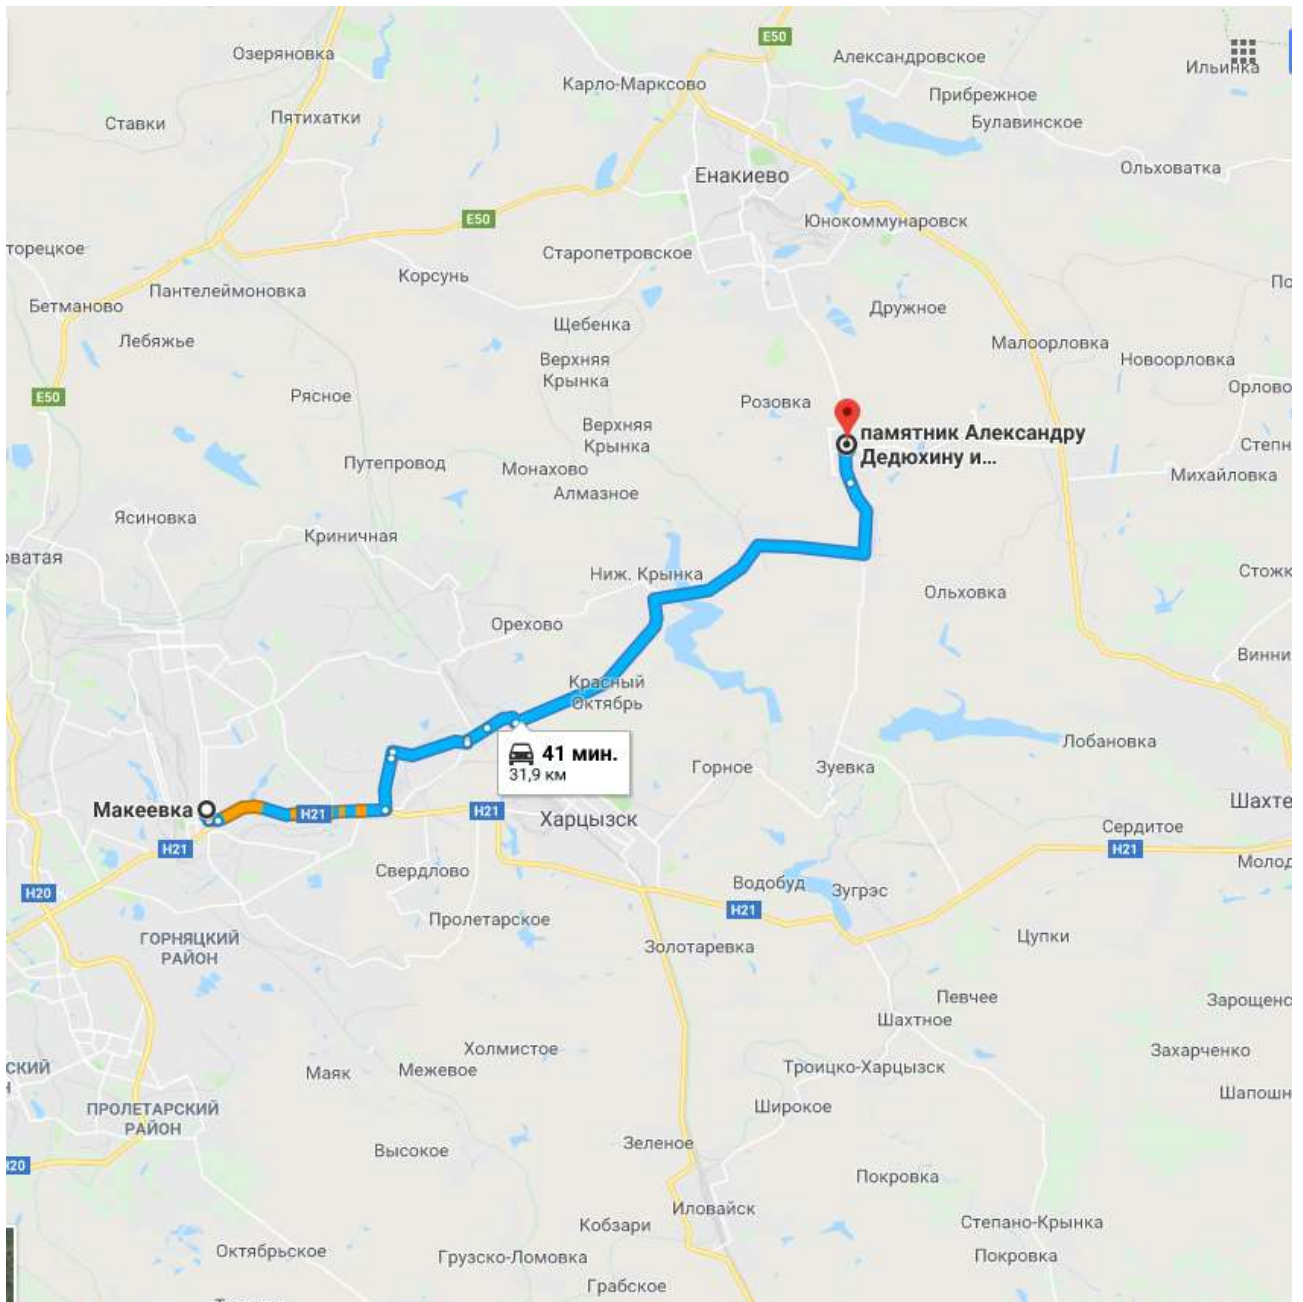 E50
Озеряновка
Александровское
Ильинка
Карло-Марксово
Прибрежное
Ставки
Пятихатки
Булавинское
Ольховатка
Енакиево
E50
Юнокоммунаровск
торецкое
Старопетровское
Корсунь
По
Пантелеймоновка
Бетманово
Дружное
Щебенка
Лебяжье
Малоорловка
Верхняя
Крынка
Новоорловка
E50
Рясное
Орлово
Розовка
Верхняя
Крынка
памятник Александру
Дедюхину и...
Степн
Путепровод
Монахово
Михайловка
Алмазное
Ясиновка
Криничная
оватая
Ниж. Крынка
Стожк
Ольховка
Орехово
Винни
Красный
Октябрь
Лобановка
41 мин.
31,9 км
Горное
Зуевка
Макеевка
H21
H21
Шахте
Харцызск
Сердитое
H21
H21
Молод
Свердлово
H20
Водобуд
Зугрэс
H21
Пролетарское
ГОРНЯЦКИЙ
РАЙОН
Цупки
Золотаревка
Певчее
Зарощенс
Шахтное
Холмистое
Захарченко
СКИЙ
Маяк
Межевое
Троицко-Харцызск
Шапошн
ПРОЛЕТАРСКИЙ
РАЙОН
Широкое
Зеленое
Высокое
H20
Покровка
Иловайск
Кобзари
Степано-Крынка
Октябрьское
Грузско-Ломовка
Покровка
Грабское